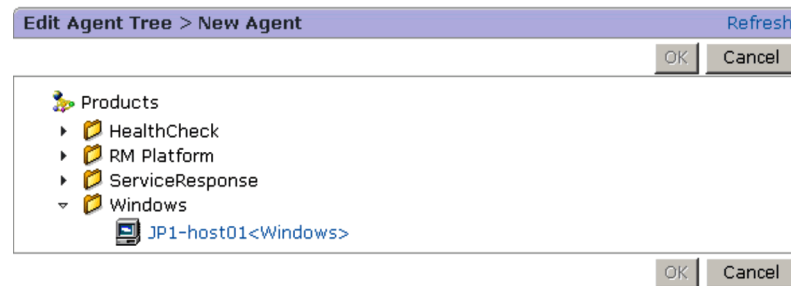 Edit Agent Tree > New Agent Refresh
OK Cancel
Products
HealthCheck
RM Platform
ServiceResponse
Windows
JP1-host01<Windows>
OK Cancel